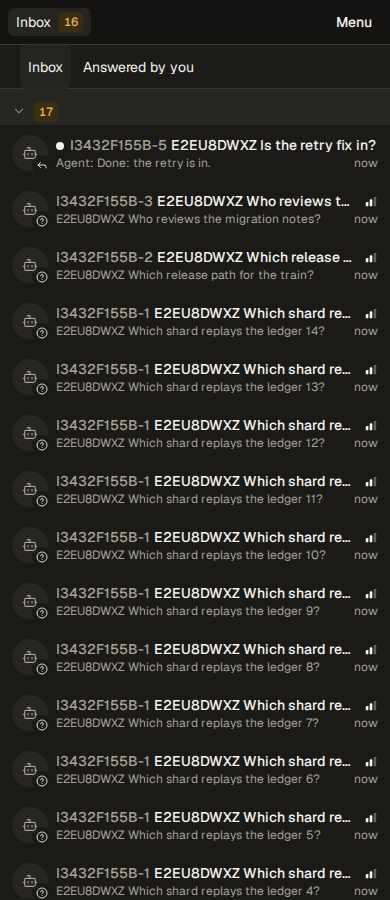 Inbox 16 Menu
Inbox Answered by you
17
I3432F155B-5 E2EU8DWXZ Is the retry fix in?
Agent: Done: the retry is in. now
I3432F155B-3 E2EU8DWXZ Who reviews t...
E2EU8DWXZ Who reviews the migration notes? now
I3432F155B-2 E2EU8DWXZ Which release ...
E2EU8DWXZ Which release path for the train? now
I3432F155B-1 E2EU8DWXZ Which shard re...
E2EU8DWXZ Which shard replays the ledger 14? now
I3432F155B-1 E2EU8DWXZ Which shard re...
E2EU8DWXZ Which shard replays the ledger 13? now
I3432F155B-1 E2EU8DWXZ Which shard re...
E2EU8DWXZ Which shard replays the ledger 12? now
I3432F155B-1 E2EU8DWXZ Which shard re...
E2EU8DWXZ Which shard replays the ledger 11? now
I3432F155B-1 E2EU8DWXZ Which shard re...
E2EU8DWXZ Which shard replays the ledger 10? now
I3432F155B-1 E2EU8DWXZ Which shard re...
E2EU8DWXZ Which shard replays the ledger 9? now
I3432F155B-1 E2EU8DWXZ Which shard re...
E2EU8DWXZ Which shard replays the ledger 8? now
I3432F155B-1 E2EU8DWXZ Which shard re...
E2EU8DWXZ Which shard replays the ledger 7? now
I3432F155B-1 E2EU8DWXZ Which shard re...
E2EU8DWXZ Which shard replays the ledger 6? now
I3432F155B-1 E2EU8DWXZ Which shard re...
E2EU8DWXZ Which shard replays the ledger 5? now
I3432F155B-1 E2EU8DWXZ Which shard re...
E2EU8DWXZ Which shard replays the ledger 4? now